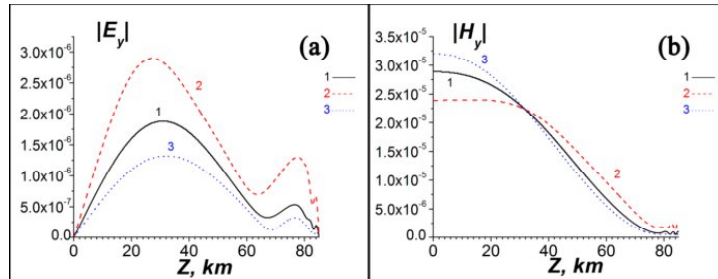 |E_y| (a)
3.0x10^-6
2.5x10^-6
2.0x10^-6
1.5x10^-6
1.0x10^-6
5.0x10^-7
0.0
0 20 40 60 80
Z, km
1
2
3
1
2
3
|H_y| (b)
3.5x10^-5
3.0x10^-5
2.5x10^-5
2.0x10^-5
1.5x10^-5
1.0x10^-5
5.0x10^-6
0.0
0 20 40 60 80
Z, km
3
1
2
1
2
3